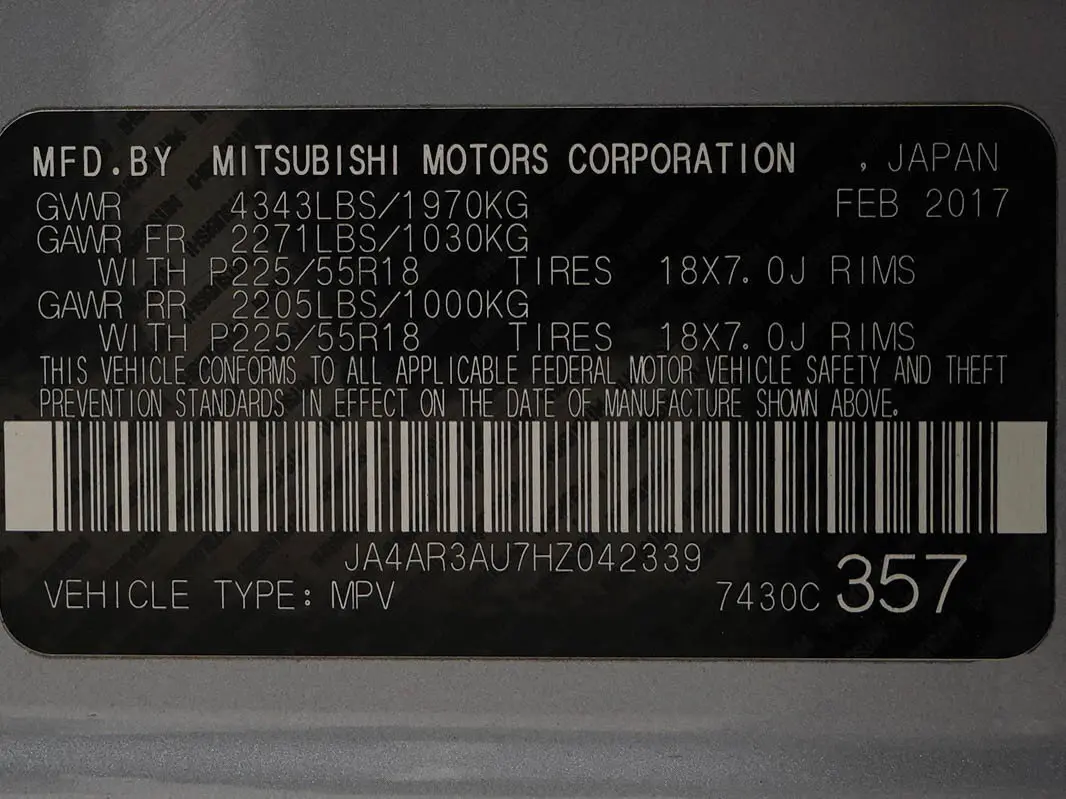 MFD.BY MITSUBISHI MOTORS CORPORATION , JAPAN
GVWR 4343LBS/1970KG FEB 2017
GAWR FR 2271LBS/1030KG
WITH P225/55R18 TIRES 18X7.0J RIMS
GAWR RR 2205LBS/1000KG
WITH P225/55R18 TIRES 18X7.0J RIMS
THIS VEHICLE CONFORMS TO ALL APPLICABLE FEDERAL MOTOR VEHICLE SAFETY AND THEFT
PREVENTION STANDARDS IN EFFECT ON THE DATE OF MANUFACTURE SHOWN ABOVE.
JA4AR3AU7HZ042339
VEHICLE TYPE: MPV 7430C 357